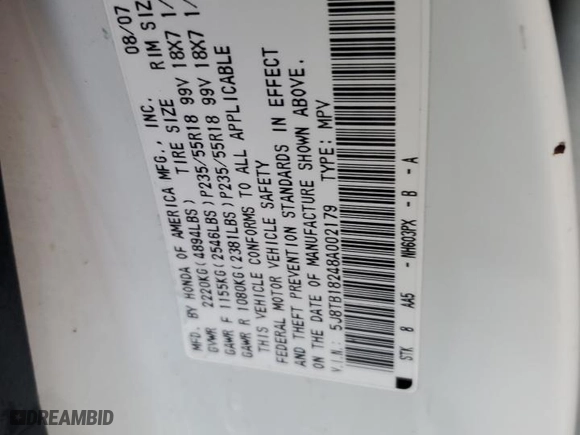 MFD. BY HONDA OF AMERICA MFG., INC. 08/07
GVWR 2220KG(4894LBS) TIRE SIZE RIM SIZE
GAWR F 1155KG(2546LBS)P235/55R18 99V 18X7 1/
GAWR R 1080KG(2381LBS)P235/55R18 99V 18X7 1/
THIS VEHICLE CONFORMS TO ALL APPLICABLE
FEDERAL MOTOR VEHICLE SAFETY
AND THEFT PREVENTION STANDARDS IN EFFECT
ON THE DATE OF MANUFACTURE SHOWN ABOVE.
V.I.N.: 5J8TB18248A002179 TYPE: MPV
STK 8 AA5 - NH603PX - B - A
DREAMBID